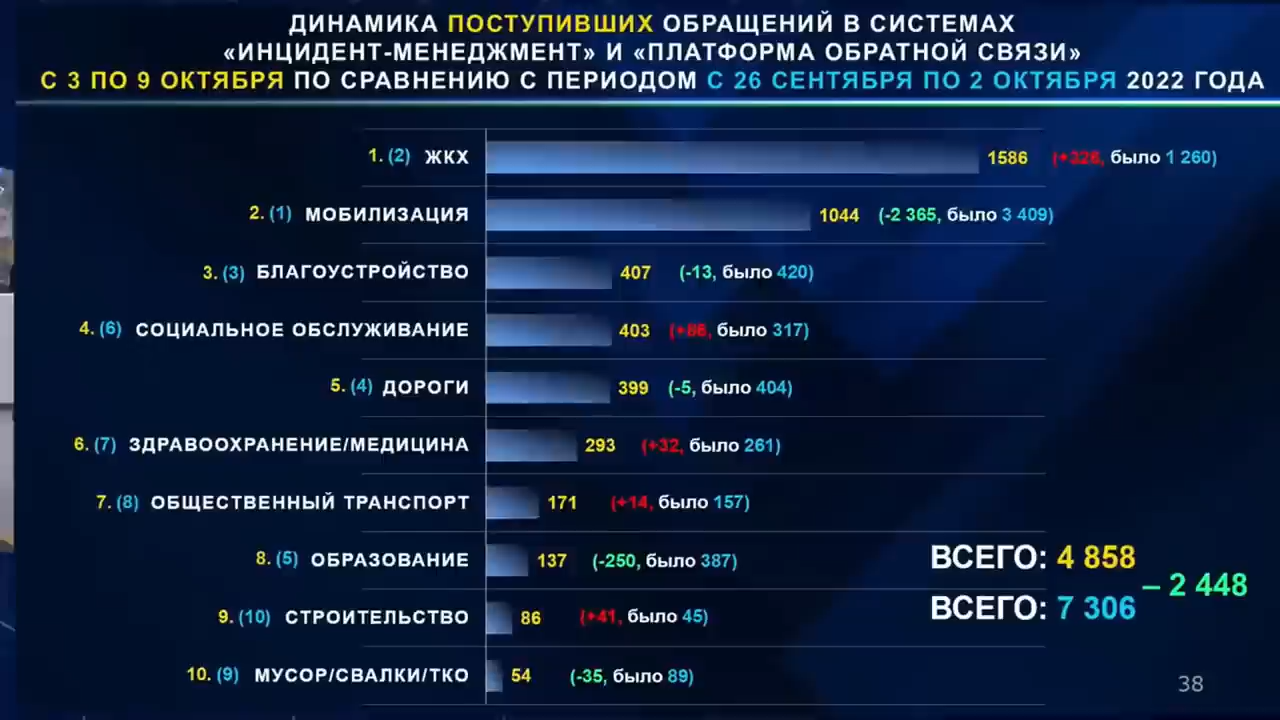 ДИНАМИКА ПОСТУПИВШИХ ОБРАЩЕНИЙ В СИСТЕМАХ
«ИНЦИДЕНТ-МЕНЕДЖМЕНТ» И «ПЛАТФОРМА ОБРАТНОЙ СВЯЗИ»
С 3 ПО 9 ОКТЯБРЯ ПО СРАВНЕНИЮ С ПЕРИОДОМ С 26 СЕНТЯБРЯ ПО 2 ОКТЯБРЯ 2022 ГОДА
1. (2) ЖКХ 1586 (+326, было 1 260)
2. (1) МОБИЛИЗАЦИЯ 1044 (-2 365, было 3 409)
3. (3) БЛАГОУСТРОЙСТВО 407 (-13, было 420)
4. (6) СОЦИАЛЬНОЕ ОБСЛУЖИВАНИЕ 403 (+86, было 317)
5. (4) ДОРОГИ 399 (-5, было 404)
6. (7) ЗДРАВООХРАНЕНИЕ/МЕДИЦИНА 293 (+32, было 261)
7. (8) ОБЩЕСТВЕННЫЙ ТРАНСПОРТ 171 (+14, было 157)
8. (5) ОБРАЗОВАНИЕ 137 (-250, было 387)
9. (10) СТРОИТЕЛЬСТВО 86 (+41, было 45)
10. (9) МУСОР/СВАЛКИ/ТКО 54 (-35, было 89)
ВСЕГО: 4 858
– 2 448
ВСЕГО: 7 306
38